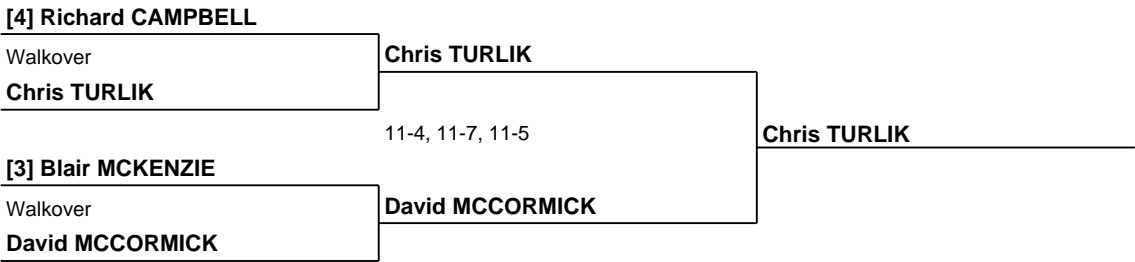 [4] Richard CAMPBELL
Walkover
Chris TURLIK
Chris TURLIK
11-4, 11-7, 11-5
Chris TURLIK
[3] Blair MCKENZIE
Walkover
David MCCORMICK
David MCCORMICK